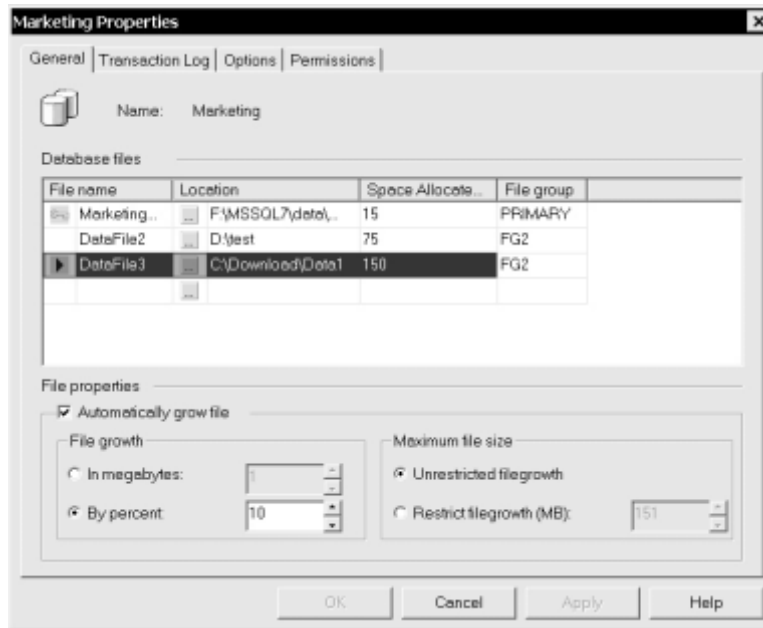 Marketing Properties
General Transaction Log Options Permissions
Name: Marketing
Database files
File name Location Space Allocate... File group
Marketing... ... F:\MSSQL7\data\... 15 PRIMARY
DataFile2 ... D:\test 75 FG2
DataFile3 ... C:\Download\Data1 150 FG2
...
File properties
Automatically grow file
File growth Maximum file size
In megabytes: 1 Unrestricted filegrowth
By percent: 10 Restrict filegrowth (MB): 151
OK Cancel Apply Help